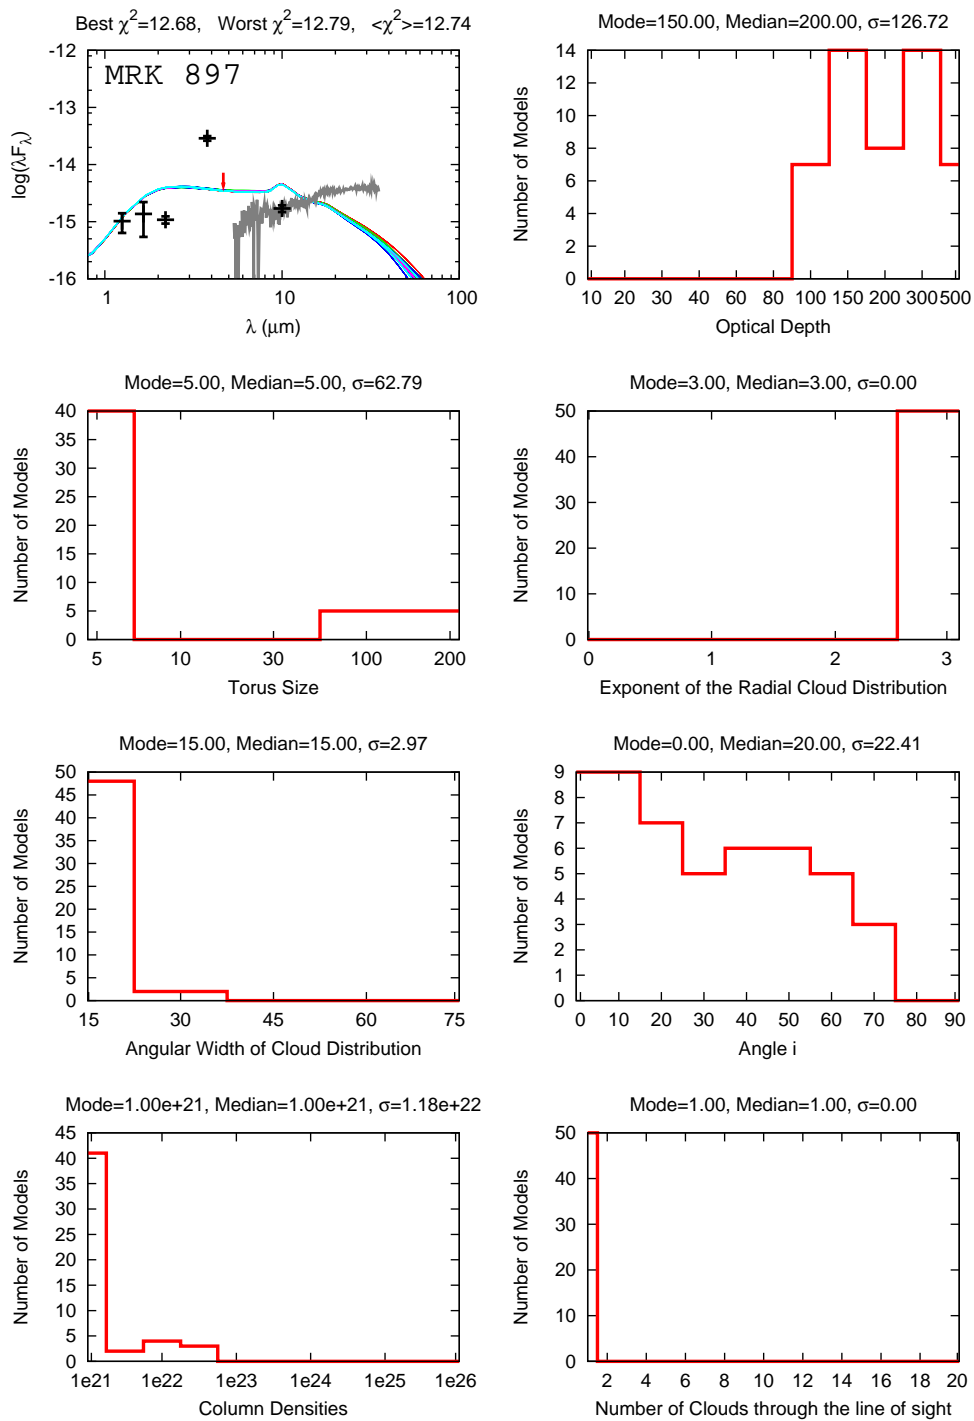 Best χ²=12.68, Worst χ²=12.79, <χ²>=12.74
-12
-13
-14
-15
-16
log(λFλ)
MRK 897
1 10 100
λ (μm)
Mode=150.00, Median=200.00, σ=126.72
14
12
10
8
6
4
2
0
Number of Models
10 20 30 40 60 80 100 150 200 300 500
Optical Depth
Mode=5.00, Median=5.00, σ=62.79
40
35
30
25
20
15
10
5
0
Number of Models
5 10 30 100 200
Torus Size
Mode=3.00, Median=3.00, σ=0.00
50
40
30
20
10
0
Number of Models
0 1 2 3
Exponent of the Radial Cloud Distribution
Mode=15.00, Median=15.00, σ=2.97
50
45
40
35
30
25
20
15
10
5
0
Number of Models
15 30 45 60 75
Angular Width of Cloud Distribution
Mode=0.00, Median=20.00, σ=22.41
9
8
7
6
5
4
3
2
1
0
Number of Models
0 10 20 30 40 50 60 70 80 90
Angle i
Mode=1.00e+21, Median=1.00e+21, σ=1.18e+22
45
40
35
30
25
20
15
10
5
0
Number of Models
1e21 1e22 1e23 1e24 1e25 1e26
Column Densities
Mode=1.00, Median=1.00, σ=0.00
50
40
30
20
10
0
Number of Models
2 4 6 8 10 12 14 16 18 20
Number of Clouds through the line of sight